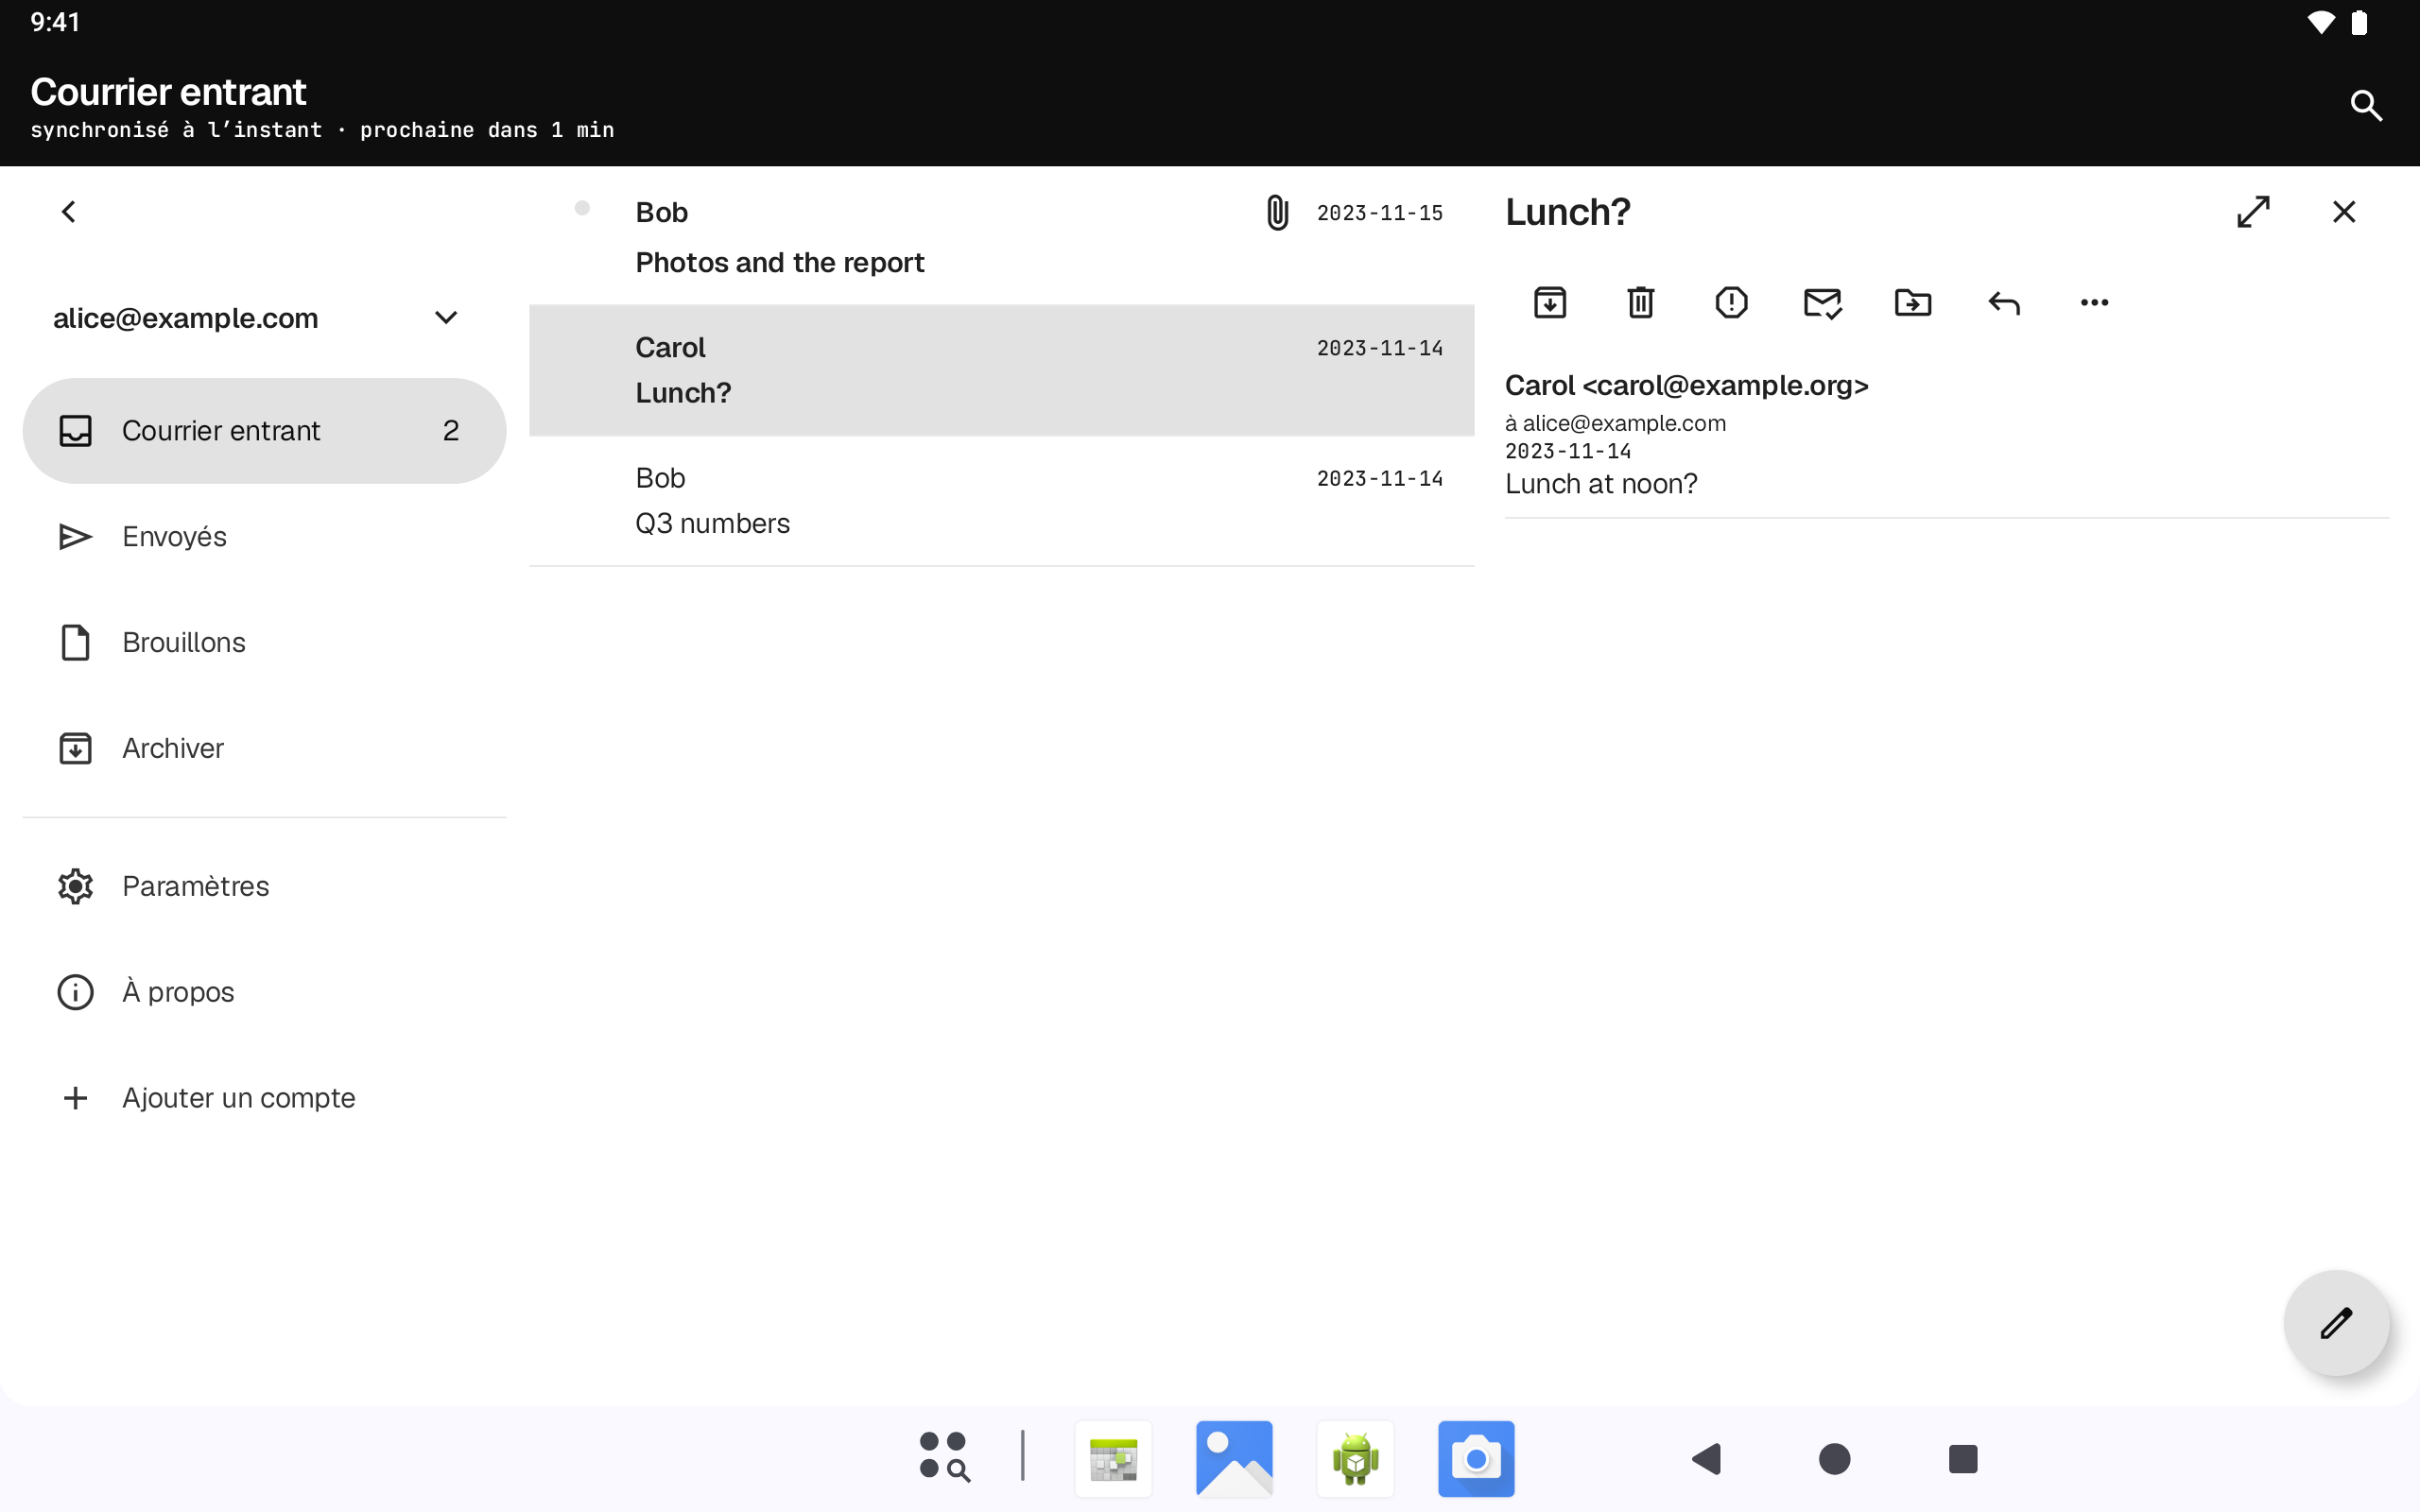 9:41
Courrier entrant
synchronisé à l’instant · prochaine dans 1 min
alice@example.com
Courrier entrant 2
Envoyés
Brouillons
Archiver
Paramètres
À propos
Ajouter un compte
Bob 2023-11-15
Photos and the report
Carol 2023-11-14
Lunch?
Bob 2023-11-14
Q3 numbers
Lunch?
Carol <carol@example.org>
à alice@example.com
2023-11-14
Lunch at noon?